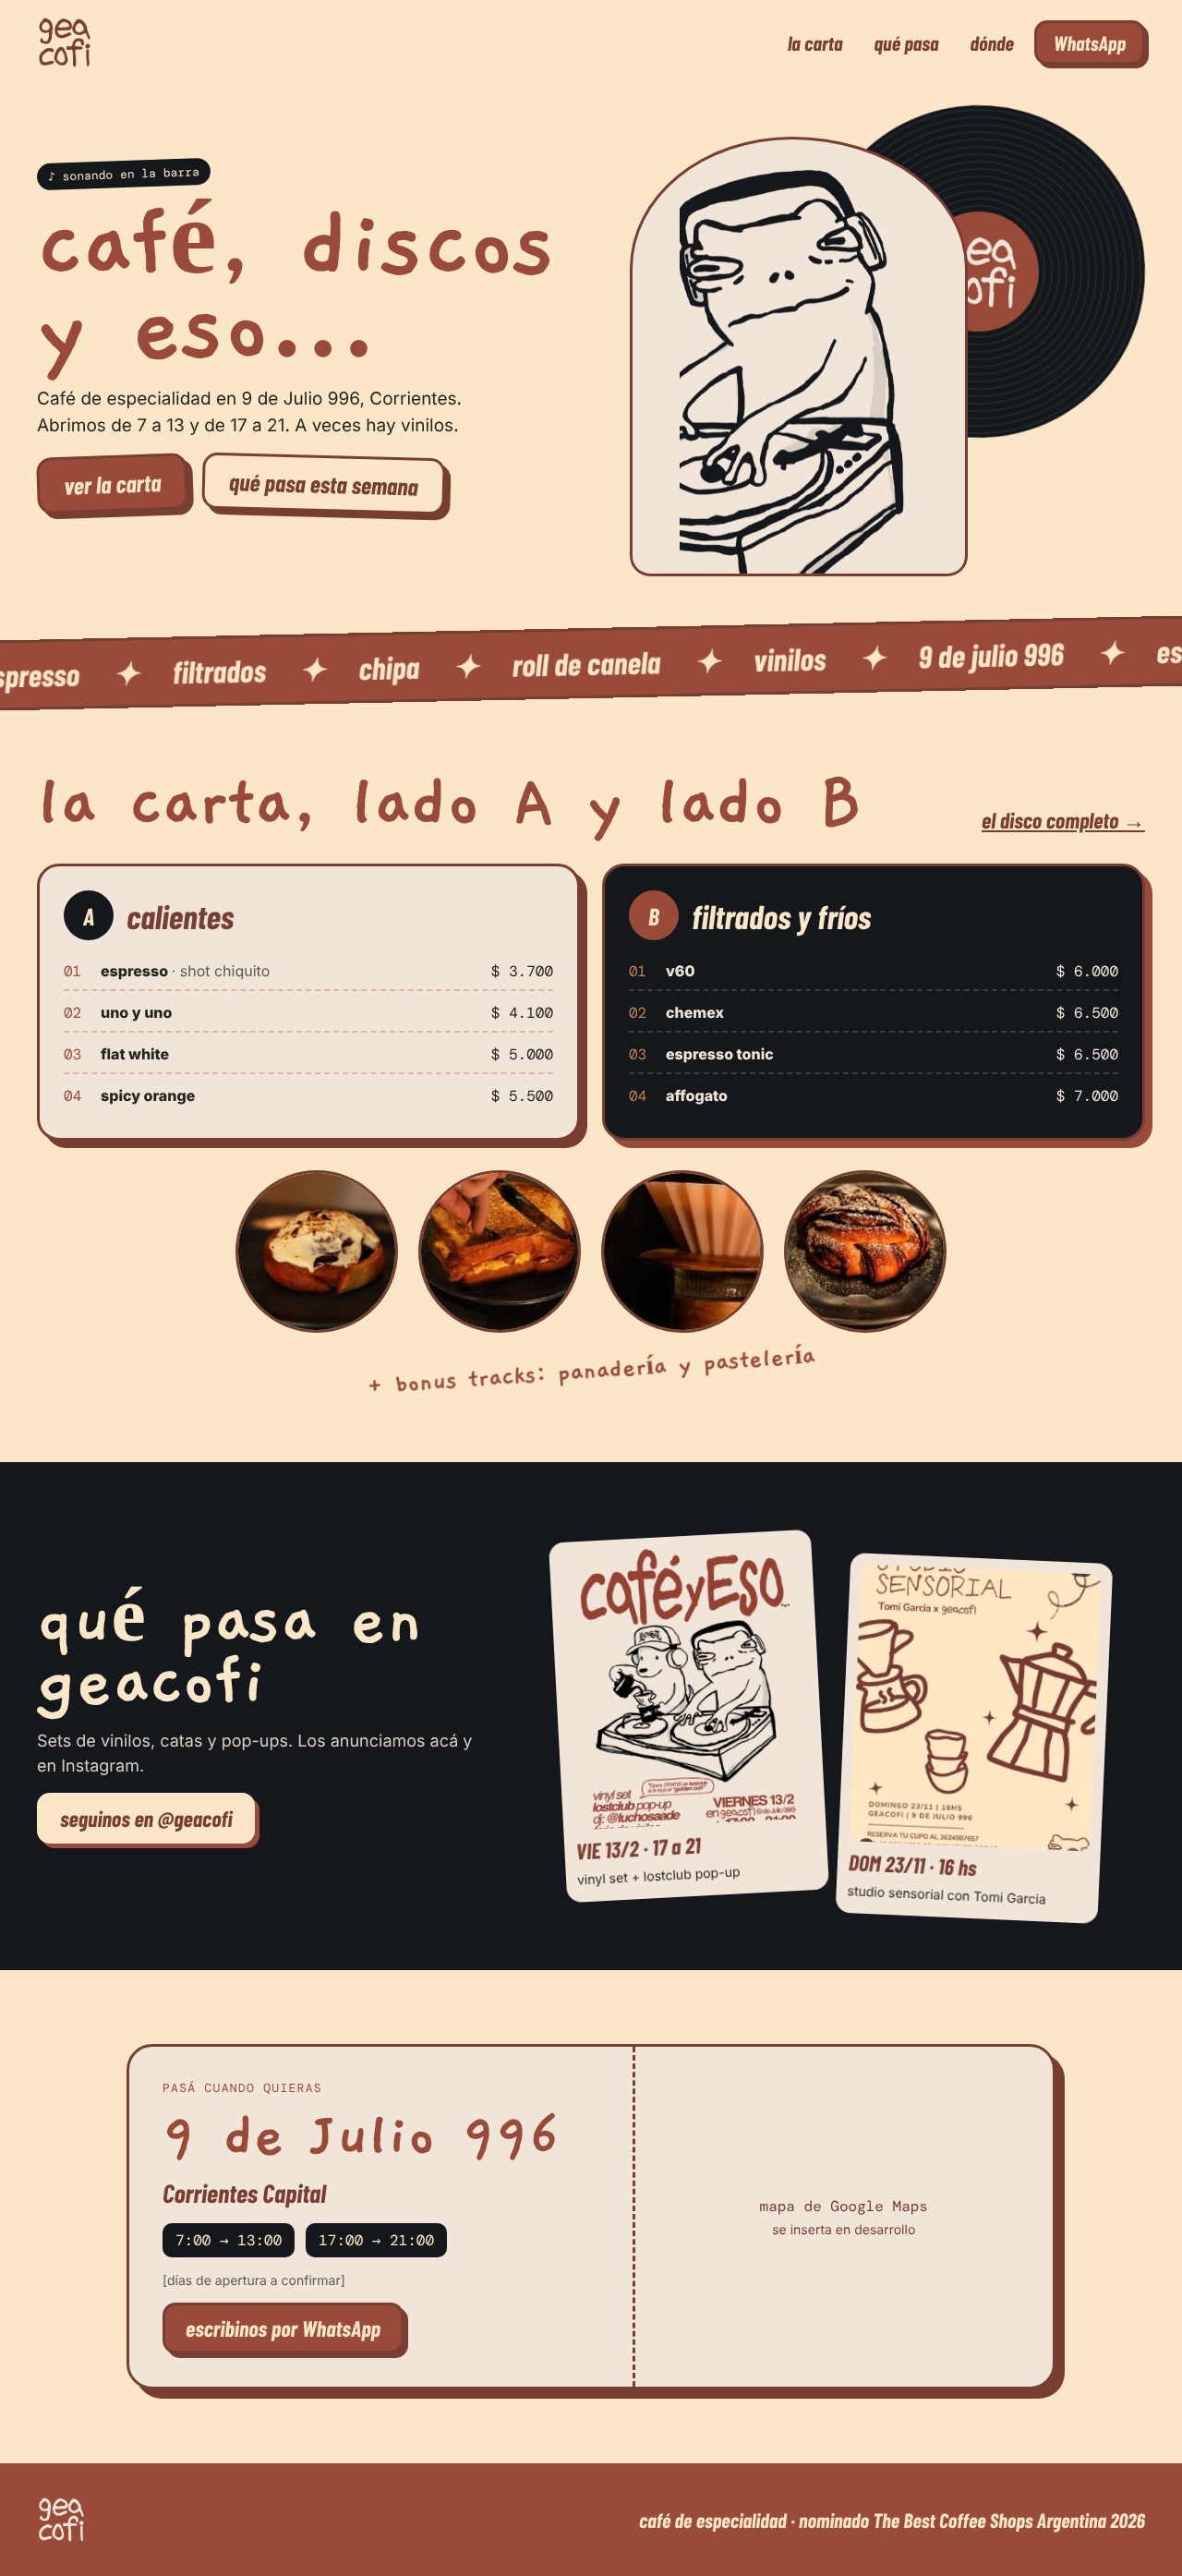 gea
cofi
la carta
qué pasa
dónde
WhatsApp
♪ sonando en la barra
café, discos
y eso...
Café de especialidad en 9 de Julio 996, Corrientes.
Abrimos de 7 a 13 y de 17 a 21. A veces hay vinilos.
ver la carta
qué pasa esta semana
ea
ofi
spresso ✦ filtrados ✦ chipa ✦ roll de canela ✦ vinilos ✦ 9 de julio 996 ✦ es
la carta, lado A y lado B
el disco completo →
A calientes
01 espresso · shot chiquito $ 3.700
02 uno y uno $ 4.100
03 flat white $ 5.000
04 spicy orange $ 5.500
B filtrados y fríos
01 v60 $ 6.000
02 chemex $ 6.500
03 espresso tonic $ 6.500
04 affogato $ 7.000
+ bonus tracks: panadería y pastelería
qué pasa en
geacofi
Sets de vinilos, catas y pop-ups. Los anunciamos acá y
en Instagram.
seguinos en @geacofi
café y ESO...
vinyl set
lostclub pop-up
dj: @luchosaade
VIERNES 13/2
en geacofi
VIE 13/2 · 17 a 21
vinyl set + lostclub pop-up
SENSORIAL
Tomi Garcia x geacofi
DOMINGO 23/11 | 16HS
GEACOFI | 9 DE JULIO 996
RESERVA TU CUPO AL 3624907657
DOM 23/11 · 16 hs
studio sensorial con Tomi Garcia
PASÁ CUANDO QUIERAS
9 de Julio 996
Corrientes Capital
7:00 → 13:00
17:00 → 21:00
[días de apertura a confirmar]
escribinos por WhatsApp
mapa de Google Maps
se inserta en desarrollo
gea
cofi
café de especialidad · nominado The Best Coffee Shops Argentina 2026